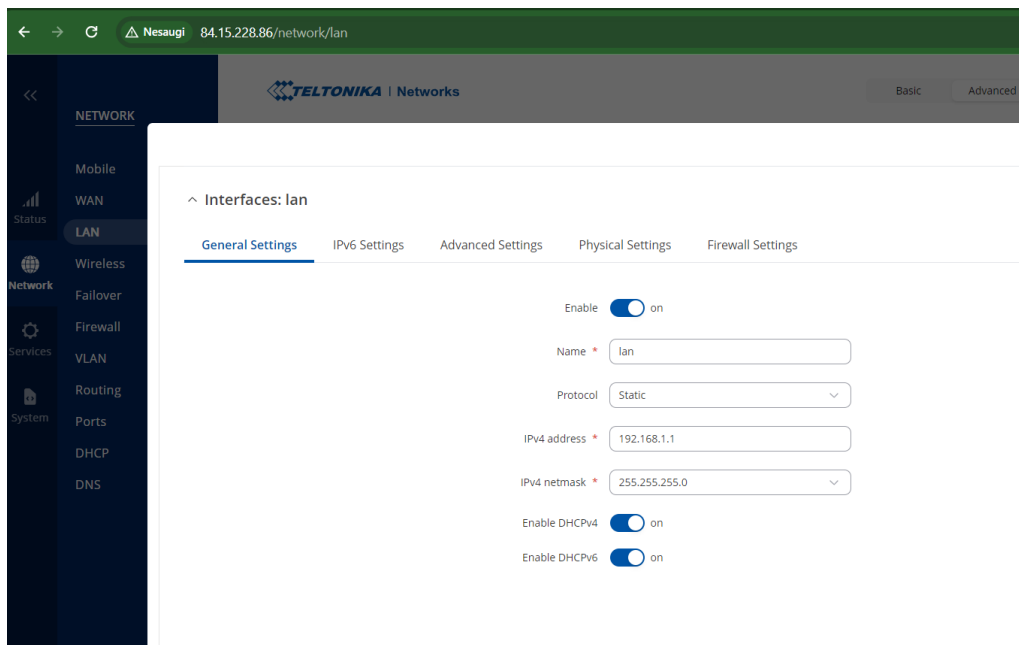 Nesaugi 84.15.228.86/network/lan
TELTONIKA | Networks
Basic Advanced
NETWORK
Mobile
WAN
LAN
Wireless
Failover
Firewall
VLAN
Routing
Ports
DHCP
DNS
Status
Network
Services
System
Interfaces: lan
General Settings IPv6 Settings Advanced Settings Physical Settings Firewall Settings
Enable on
Name * lan
Protocol Static
IPv4 address * 192.168.1.1
IPv4 netmask * 255.255.255.0
Enable DHCPv4 on
Enable DHCPv6 on